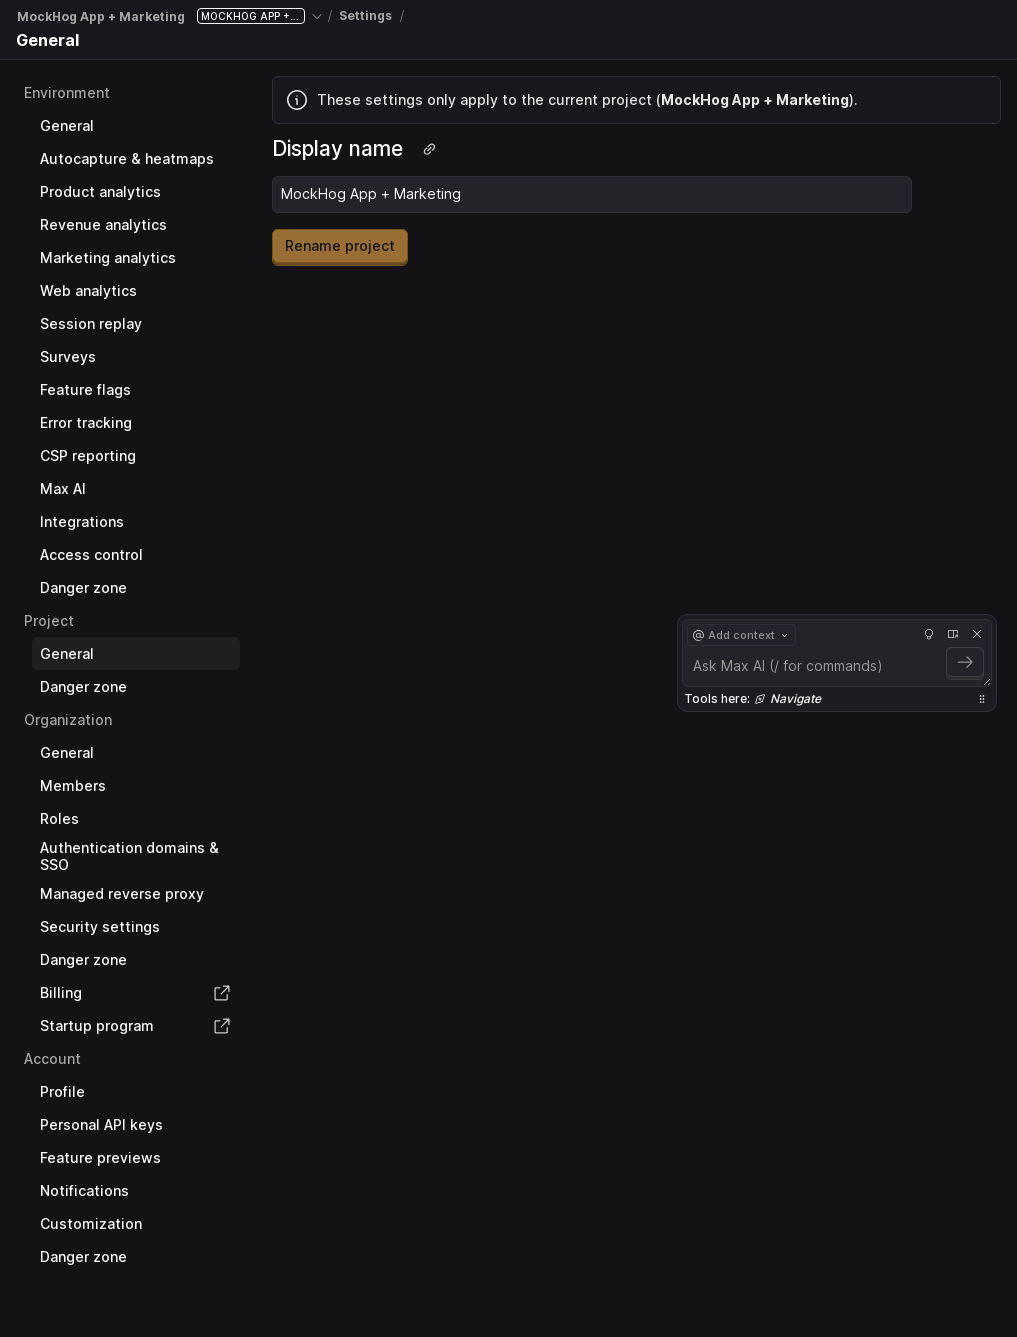 MockHog App + Marketing MOCKHOG APP +... / Settings /
General
Environment
General
Autocapture & heatmaps
Product analytics
Revenue analytics
Marketing analytics
Web analytics
Session replay
Surveys
Feature flags
Error tracking
CSP reporting
Max AI
Integrations
Access control
Danger zone
Project
General
Danger zone
Organization
General
Members
Roles
Authentication domains &
SSO
Managed reverse proxy
Security settings
Danger zone
Billing
Startup program
Account
Profile
Personal API keys
Feature previews
Notifications
Customization
Danger zone
These settings only apply to the current project (MockHog App + Marketing).
Display name
MockHog App + Marketing
Rename project
@ Add context
Ask Max AI (/ for commands)
Tools here: Navigate